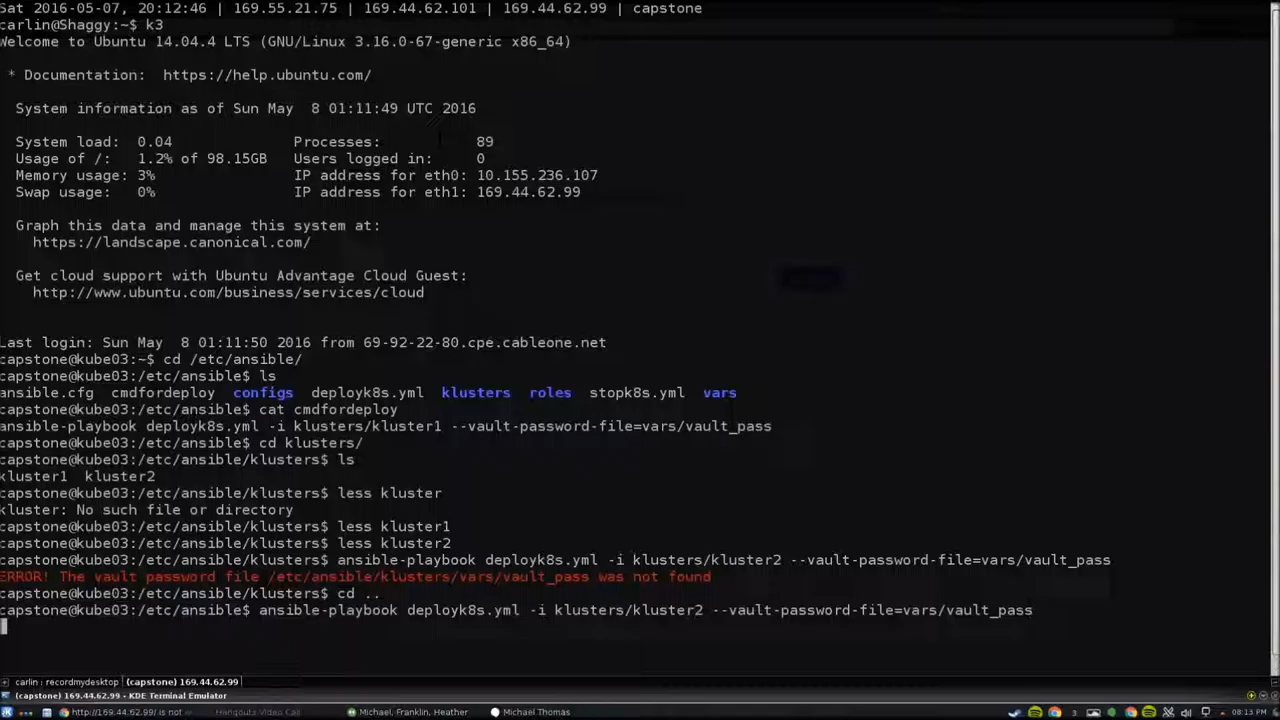 Sat 2016-05-07, 20:12:46 | 169.55.21.75 | 169.44.62.101 | 169.44.62.99 | capstone
carlin@Shaggy:~$ k3
Welcome to Ubuntu 14.04.4 LTS (GNU/Linux 3.16.0-67-generic x86_64)
* Documentation:  https://help.ubuntu.com/
System information as of Sun May  8 01:11:49 UTC 2016
System load:  0.04              Processes:           89
Usage of /:   1.2% of 98.15GB   Users logged in:     0
Memory usage: 3%                IP address for eth0: 10.155.236.107
Swap usage:   0%                IP address for eth1: 169.44.62.99
Graph this data and manage this system at:
https://landscape.canonical.com/
Get cloud support with Ubuntu Advantage Cloud Guest:
http://www.ubuntu.com/business/services/cloud
Last login: Sun May  8 01:11:50 2016 from 69-92-22-80.cpe.cableone.net
capstone@kube03:~$ cd /etc/ansible/
capstone@kube03:/etc/ansible$ ls
ansible.cfg  cmdfordeploy  configs  deployk8s.yml  klusters  roles  stopk8s.yml  vars
capstone@kube03:/etc/ansible$ cat cmdfordeploy
ansible-playbook deployk8s.yml -i klusters/kluster1 --vault-password-file=vars/vault_pass
capstone@kube03:/etc/ansible$ cd klusters/
capstone@kube03:/etc/ansible/klusters$ ls
kluster1  kluster2
capstone@kube03:/etc/ansible/klusters$ less kluster
kluster: No such file or directory
capstone@kube03:/etc/ansible/klusters$ less kluster1
capstone@kube03:/etc/ansible/klusters$ less kluster2
capstone@kube03:/etc/ansible/klusters$ ansible-playbook deployk8s.yml -i klusters/kluster2 --vault-password-file=vars/vault_pass
ERROR! The vault password file /etc/ansible/klusters/vars/vault_pass was not found
capstone@kube03:/etc/ansible/klusters$ cd ..
capstone@kube03:/etc/ansible$ ansible-playbook deployk8s.yml -i klusters/kluster2 --vault-password-file=vars/vault_pass
carlin : recordmydesktop  (capstone) 169.44.62.99
(capstone) 169.44.62.99 - KDE Terminal Emulator
http://169.44.62.99/ is not  Hangouts Video Call  Michael, Franklin, Heather  Michael Thomas  3  08:13 PM